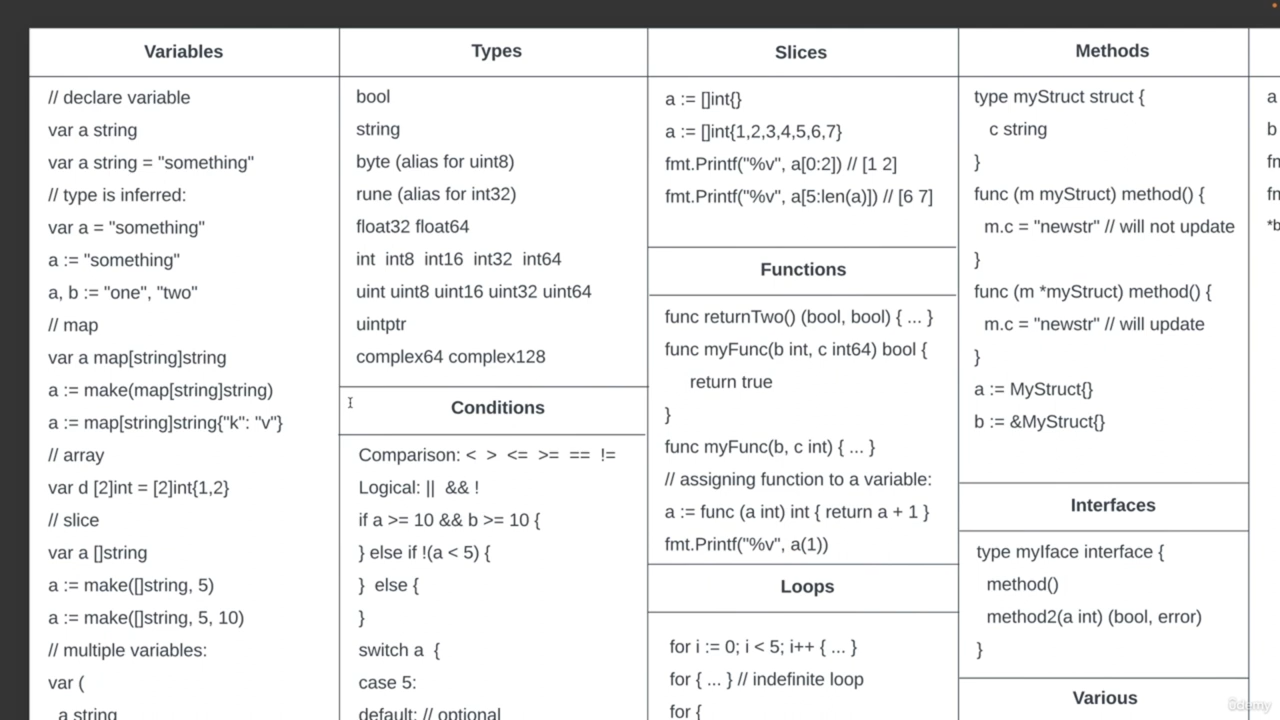 Variables
// declare variable
var a string
var a string = "something"
// type is inferred:
var a = "something"
a := "something"
a, b := "one", "two"
// map
var a map[string]string
a := make(map[string]string)
a := map[string]string{"k": "v"}
// array
var d [2]int = [2]int{1,2}
// slice
var a []string
a := make([]string, 5)
a := make([]string, 5, 10)
// multiple variables:
var (
a string
Types
bool
string
byte (alias for uint8)
rune (alias for int32)
float32 float64
int int8 int16 int32 int64
uint uint8 uint16 uint32 uint64
uintptr
complex64 complex128
Conditions
Comparison: < > <= >= == !=
Logical: || && !
if a >= 10 && b >= 10 {
} else if !(a < 5) {
} else {
}
switch a {
case 5:
default: // optional
Slices
a := []int{}
a := []int{1,2,3,4,5,6,7}
fmt.Printf("%v", a[0:2]) // [1 2]
fmt.Printf("%v", a[5:len(a)]) // [6 7]
Functions
func returnTwo() (bool, bool) { ... }
func myFunc(b int, c int64) bool {
return true
}
func myFunc(b, c int) { ... }
// assigning function to a variable:
a := func (a int) int { return a + 1 }
fmt.Printf("%v", a(1))
Loops
for i := 0; i < 5; i++ { ... }
for { ... } // indefinite loop
for {
Methods
type myStruct struct {
c string
}
func (m myStruct) method() {
m.c = "newstr" // will not update
}
func (m *myStruct) method() {
m.c = "newstr" // will update
}
a := MyStruct{}
b := &MyStruct{}
Interfaces
type myIface interface {
method()
method2(a int) (bool, error)
}
Various
a
b
*b
ûdemy